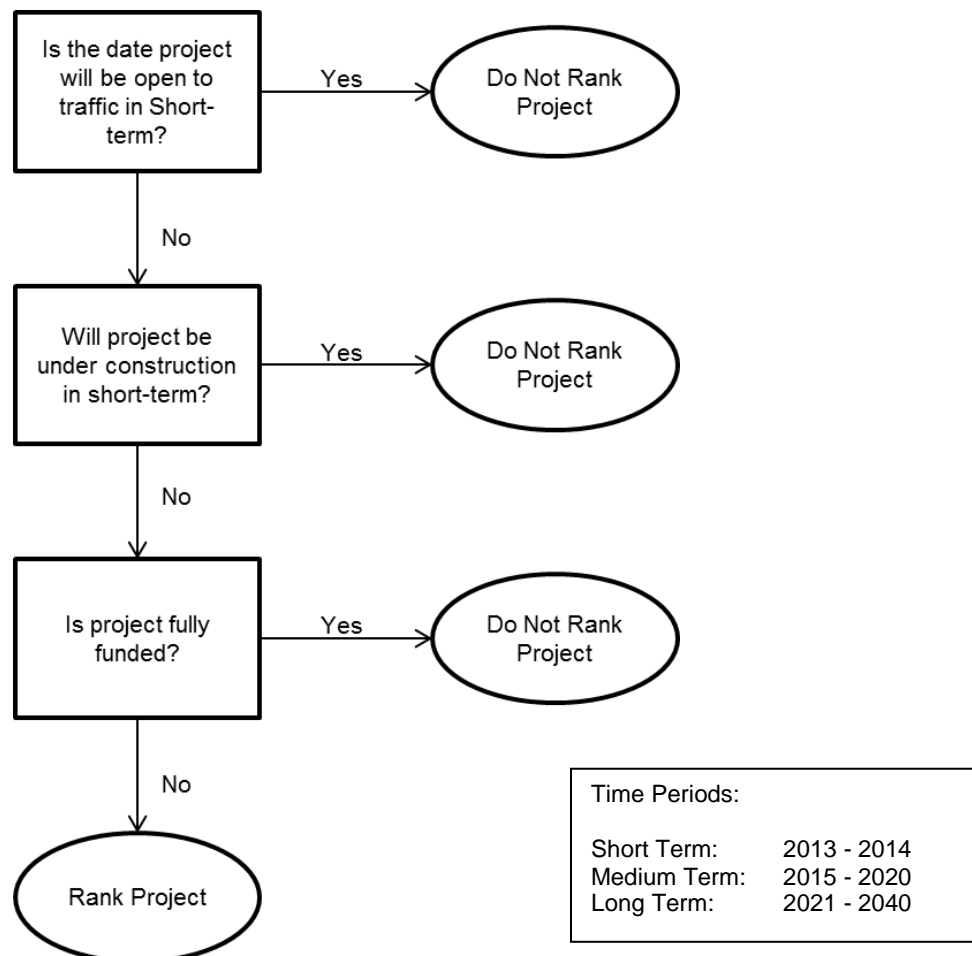 Is the date project
will be open to
traffic in Short-
term?
Yes
Do Not Rank
Project
No
Will project be
under construction
in short-term?
Yes
Do Not Rank
Project
No
Is project fully
funded?
Yes
Do Not Rank
Project
No
Rank Project
Time Periods:
Short Term: 2013 - 2014
Medium Term: 2015 - 2020
Long Term: 2021 - 2040